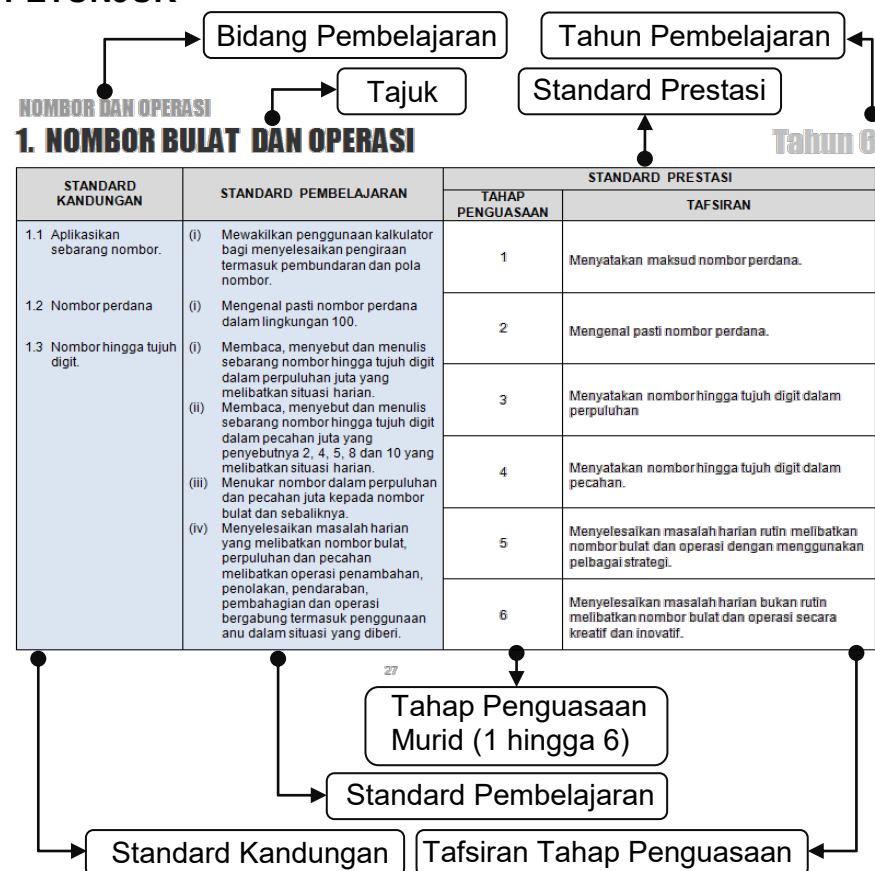 PETUNJUK
Bidang Pembelajaran
Tahun Pembelajaran
Tajuk
Standard Prestasi
NOMBOR DAN OPERASI
1. NOMBOR BULAT DAN OPERASI
Tahun 6
STANDARD
KANDUNGAN
STANDARD PEMBELAJARAN
STANDARD PRESTASI
TAHAP
PENGUASAAN
TAFSIRAN
1.1 Aplikasikan
sebarang nombor.
(i) Mewakilkan penggunaan kalkulator
bagi menyelesaikan pengiraan
termasuk pembundaran dan pola
nombor.
1.2 Nombor perdana
(i) Mengenal pasti nombor perdana
dalam lingkungan 100.
1.3 Nombor hingga tujuh
digit.
(i) Membaca, menyebut dan menulis
sebarang nombor hingga tujuh digit
dalam perpuluhan juta yang
melibatkan situasi harian.
(ii) Membaca, menyebut dan menulis
sebarang nombor hingga tujuh digit
dalam pecahan juta yang
penyebutnya 2, 4, 5, 8 dan 10 yang
melibatkan situasi harian.
(iii) Menukar nombor dalam perpuluhan
dan pecahan juta kepada nombor
bulat dan sebaliknya.
(iv) Menyelesaikan masalah harian
yang melibatkan nombor bulat,
perpuluhan dan pecahan
melibatkan operasi penambahan,
penolakan, pendaraban,
pembahagian dan operasi
bergabung termasuk penggunaan
anu dalam situasi yang diberi.
1
Menyatakan maksud nombor perdana.
2
Mengenal pasti nombor perdana.
3
Menyatakan nombor hingga tujuh digit dalam
perpuluhan
4
Menyatakan nombor hingga tujuh digit dalam
pecahan.
5
Menyelesaikan masalah harian rutin melibatkan
nombor bulat dan operasi dengan menggunakan
pelbagai strategi.
6
Menyelesaikan masalah harian bukan rutin
melibatkan nombor bulat dan operasi secara
kreatif dan inovatif.
27
Tahap Penguasaan
Murid (1 hingga 6)
Standard Pembelajaran
Standard Kandungan
Tafsiran Tahap Penguasaan